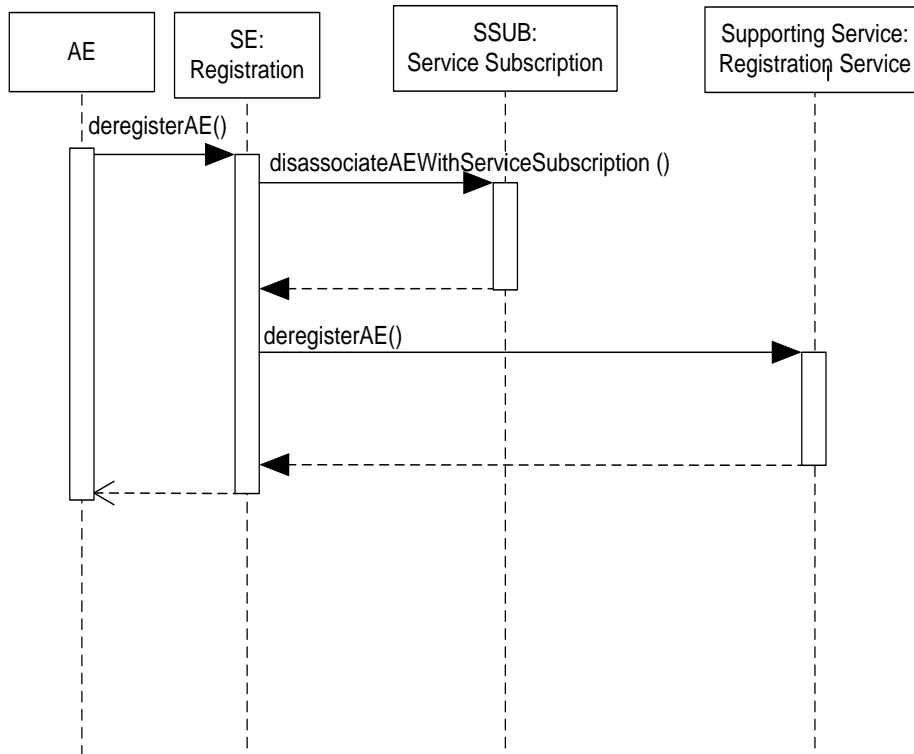 AE
SE:
Registration
SSUB:
Service Subscription
Supporting Service:
Registration Service
deregisterAE()
disassociateAEWithServiceSubscription ()
deregisterAE()